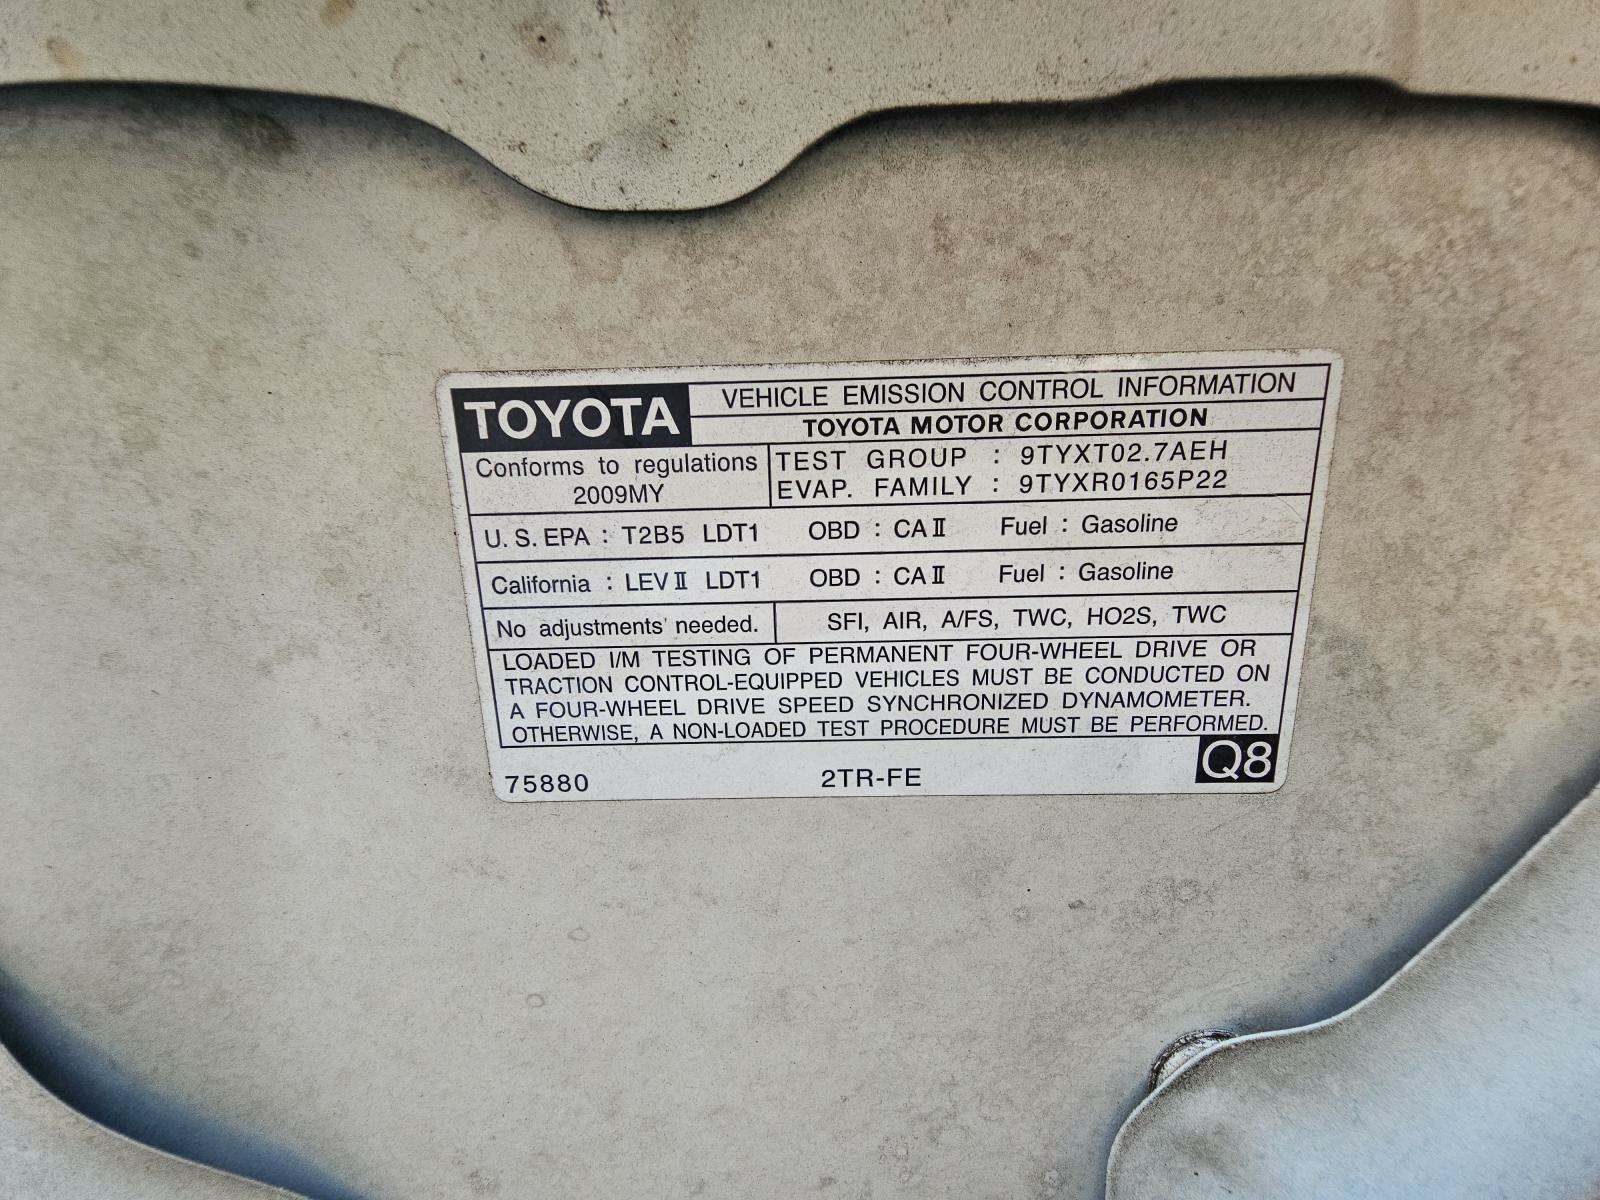 TOYOTA
VEHICLE EMISSION CONTROL INFORMATION
TOYOTA MOTOR CORPORATION
Conforms to regulations
2009MY
TEST GROUP : 9TYXT02.7AEH
EVAP. FAMILY : 9TYXR0165P22
U.S.EPA : T2B5 LDT1 OBD : CA II Fuel : Gasoline
California : LEV II LDT1 OBD : CA II Fuel : Gasoline
No adjustments needed. SFI, AIR, A/FS, TWC, HO2S, TWC
LOADED I/M TESTING OF PERMANENT FOUR-WHEEL DRIVE OR
TRACTION CONTROL-EQUIPPED VEHICLES MUST BE CONDUCTED ON
A FOUR-WHEEL DRIVE SPEED SYNCHRONIZED DYNAMOMETER.
OTHERWISE, A NON-LOADED TEST PROCEDURE MUST BE PERFORMED.
75880 2TR-FE Q8